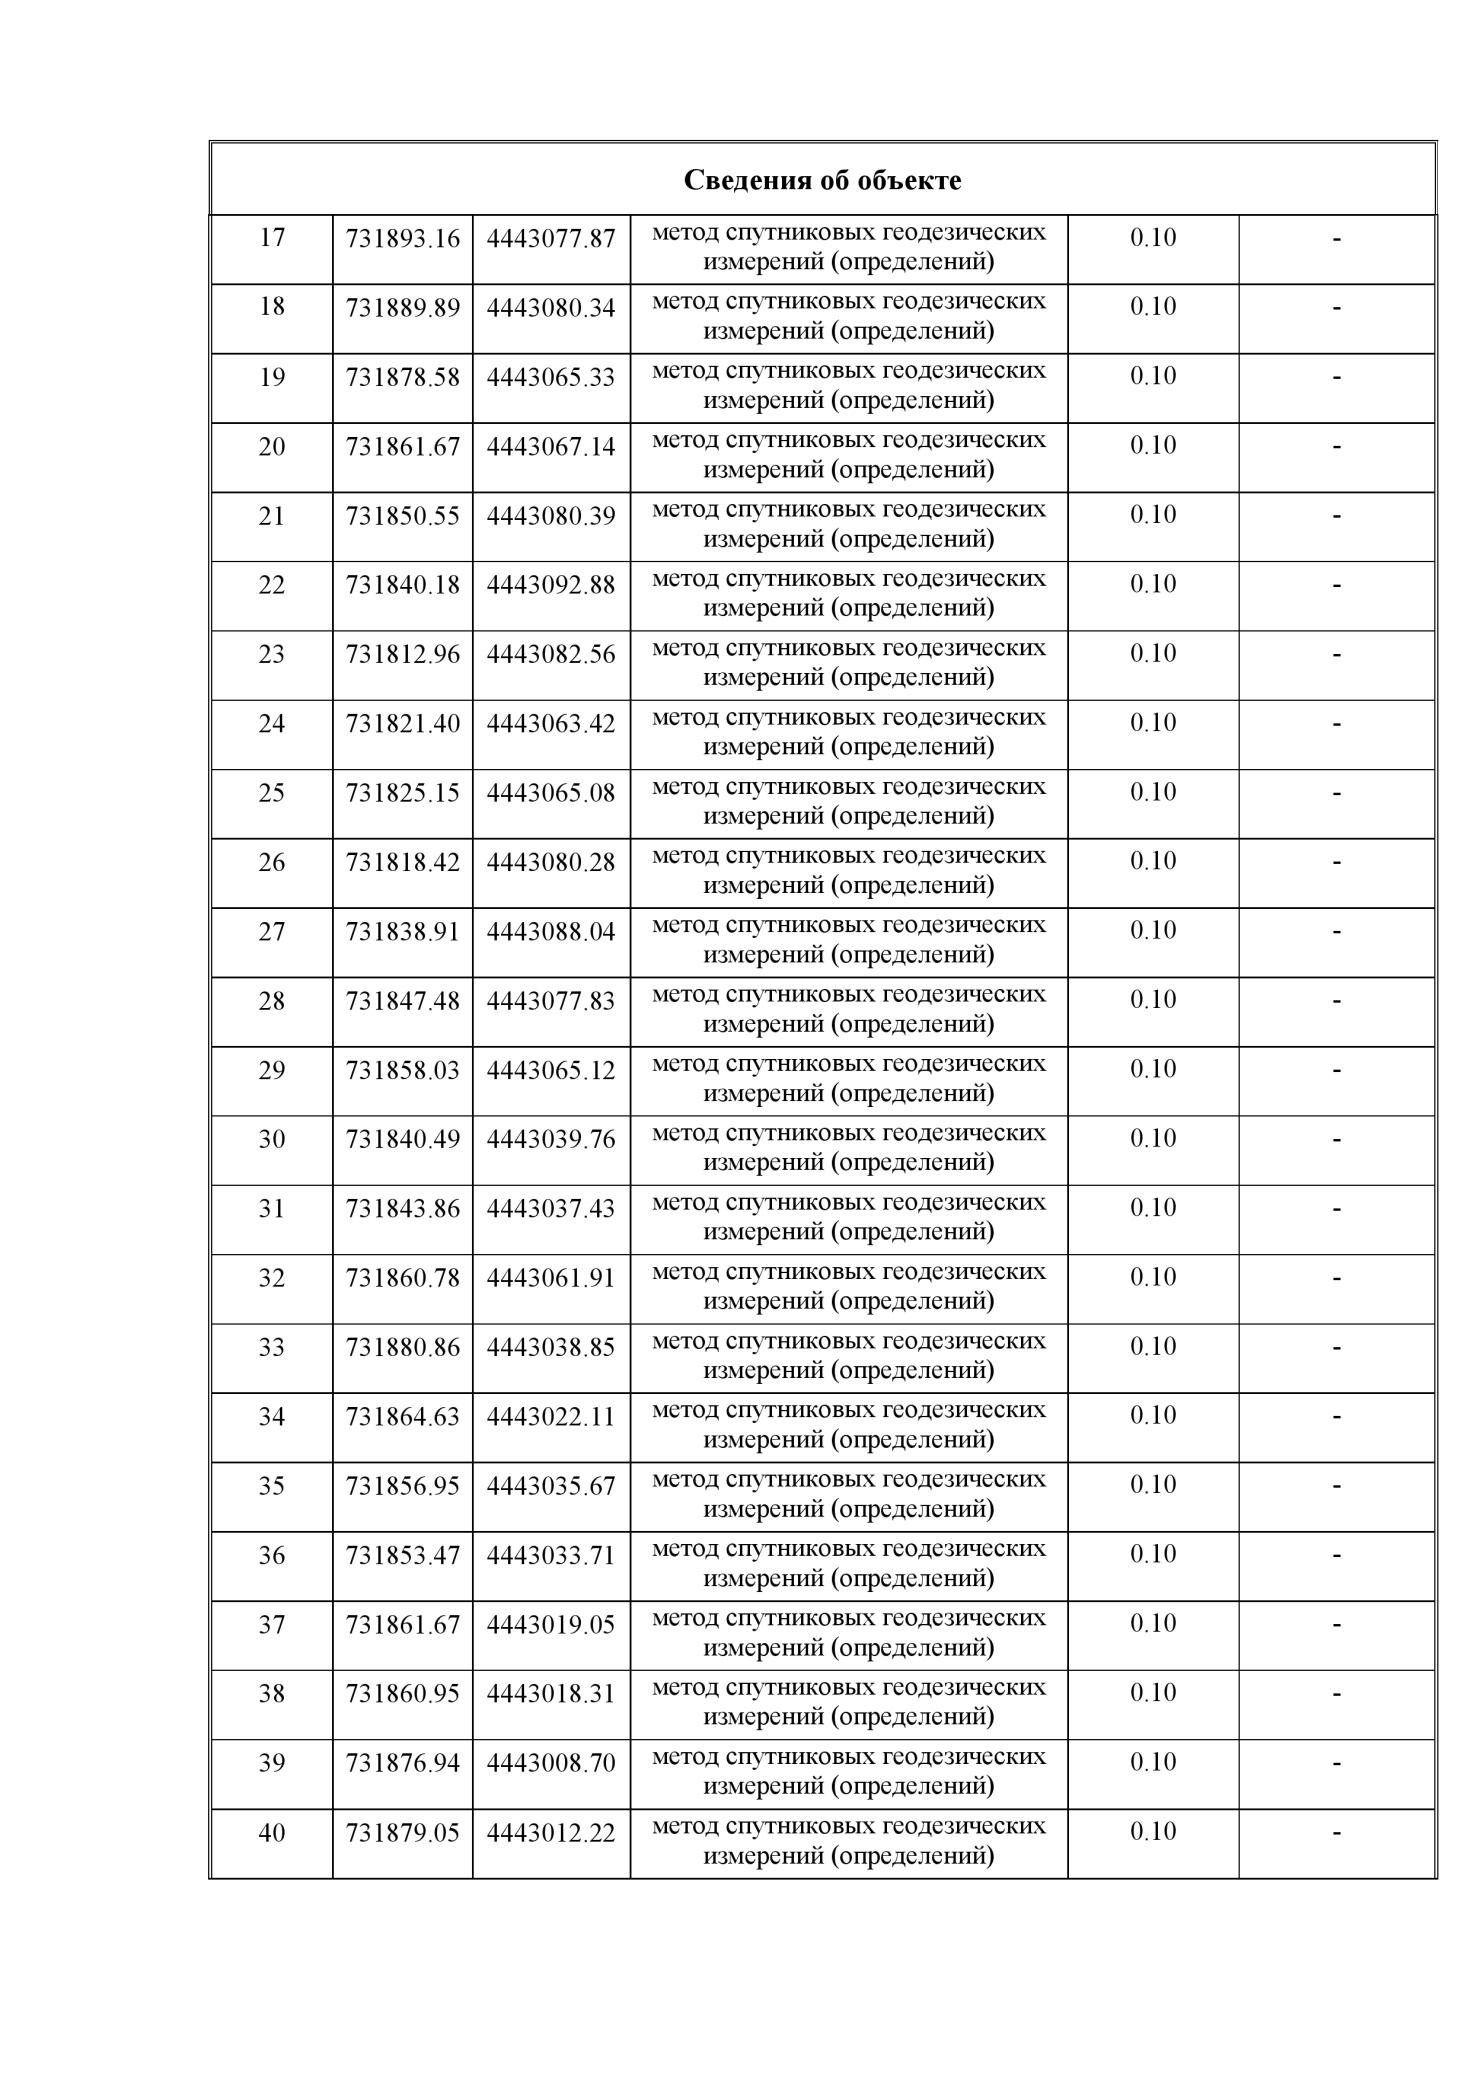 Сведения об объекте
17 731893.16 4443077.87 метод спутниковых геодезических 0.10 -
измерений (определений)
18 731889.89 4443080.34 метод спутниковых геодезических 0.10 -
измерений (определений)
19 731878.58 4443065.33 метод спутниковых геодезических 0.10 -
измерений (определений)
20 731861.67 4443067.14 метод спутниковых геодезических 0.10 -
измерений (определений)
21 731850.55 4443080.39 метод спутниковых геодезических 0.10 -
измерений (определений)
22 731840.18 4443092.88 метод спутниковых геодезических 0.10 -
измерений (определений)
23 731812.96 4443082.56 метод спутниковых геодезических 0.10 -
измерений (определений)
24 731821.40 4443063.42 метод спутниковых геодезических 0.10 -
измерений (определений)
25 731825.15 4443065.08 метод спутниковых геодезических 0.10 -
измерений (определений)
26 731818.42 4443080.28 метод спутниковых геодезических 0.10 -
измерений (определений)
27 731838.91 4443088.04 метод спутниковых геодезических 0.10 -
измерений (определений)
28 731847.48 4443077.83 метод спутниковых геодезических 0.10 -
измерений (определений)
29 731858.03 4443065.12 метод спутниковых геодезических 0.10 -
измерений (определений)
30 731840.49 4443039.76 метод спутниковых геодезических 0.10 -
измерений (определений)
31 731843.86 4443037.43 метод спутниковых геодезических 0.10 -
измерений (определений)
32 731860.78 4443061.91 метод спутниковых геодезических 0.10 -
измерений (определений)
33 731880.86 4443038.85 метод спутниковых геодезических 0.10 -
измерений (определений)
34 731864.63 4443022.11 метод спутниковых геодезических 0.10 -
измерений (определений)
35 731856.95 4443035.67 метод спутниковых геодезических 0.10 -
измерений (определений)
36 731853.47 4443033.71 метод спутниковых геодезических 0.10 -
измерений (определений)
37 731861.67 4443019.05 метод спутниковых геодезических 0.10 -
измерений (определений)
38 731860.95 4443018.31 метод спутниковых геодезических 0.10 -
измерений (определений)
39 731876.94 4443008.70 метод спутниковых геодезических 0.10 -
измерений (определений)
40 731879.05 4443012.22 метод спутниковых геодезических 0.10 -
измерений (определений)